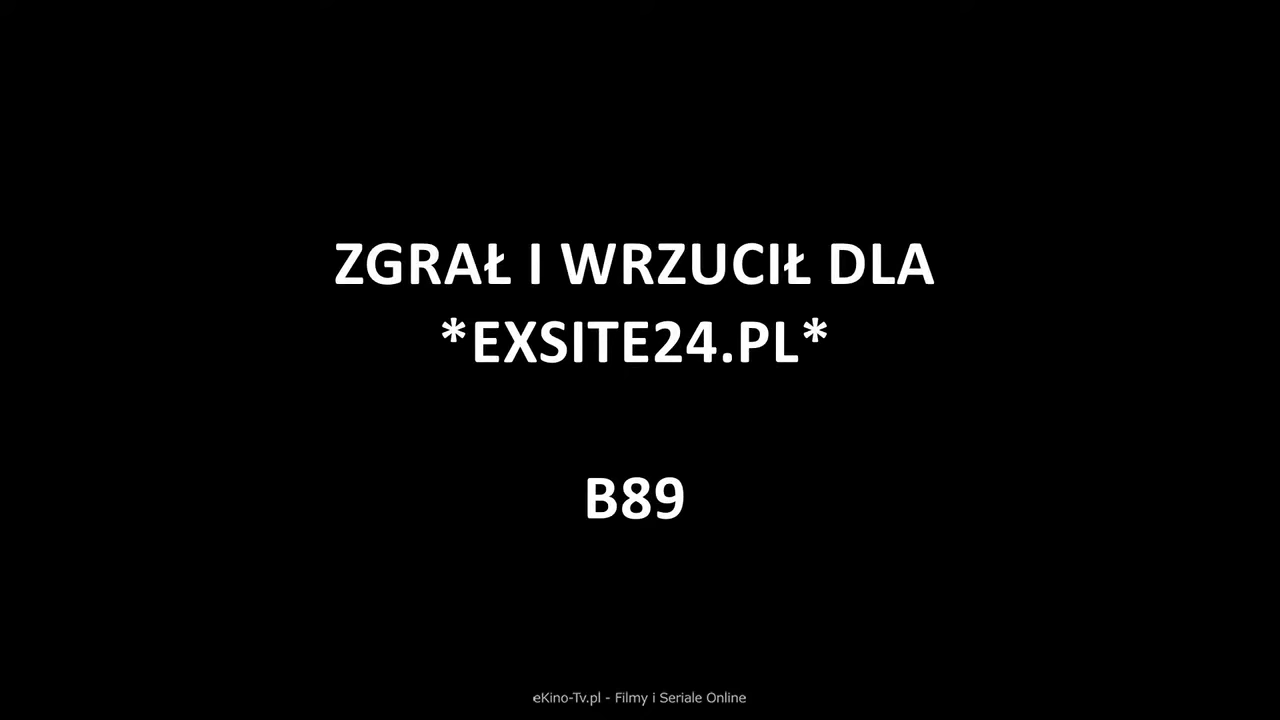 ZGRAŁ I WRZUCIŁ DLA
*EXSITE24.PL*
B89
eKino-Tv.pl - Filmy i Seriale Online